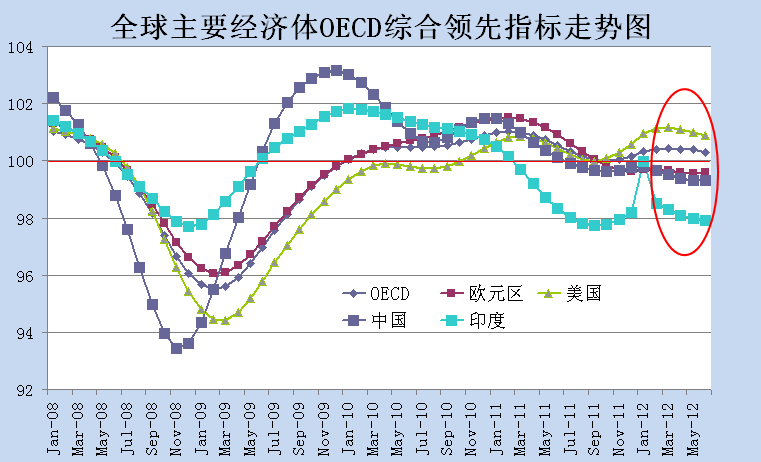 全球主要经济体OECD综合领先指标走势图
104
102
100
98
96
94
92
OECD
欧元区
美国
中国
印度
Jan-08
Mar-08
May-08
Jul-08
Sep-08
Nov-08
Jan-09
Mar-09
May-09
Jul-09
Sep-09
Nov-09
Jan-10
Mar-10
May-10
Jul-10
Sep-10
Nov-10
Jan-11
Mar-11
May-11
Jul-11
Sep-11
Nov-11
Jan-12
Mar-12
May-12